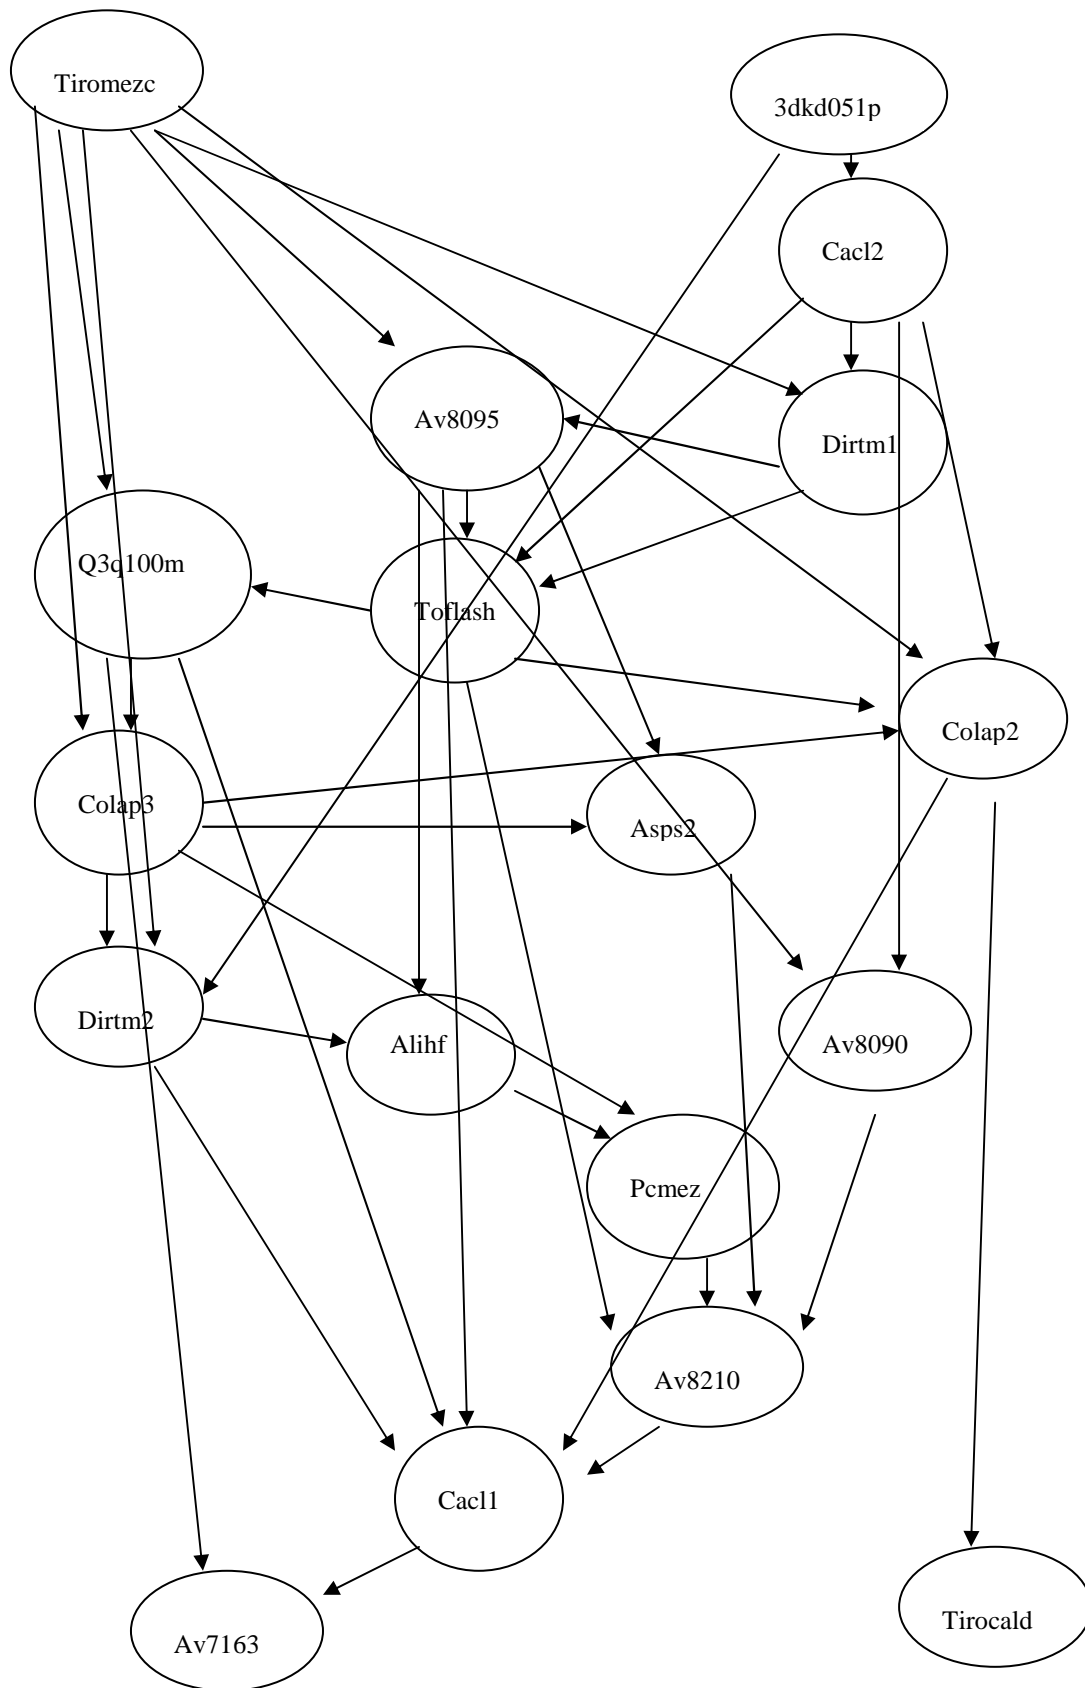 Tiromezc
3dkd051p
Cacl2
Av8095
Dirtm1
Q3q100m
Toflash
Colap2
Colap3
Asps2
Dirtm2
Alihf
Av8090
Pcmez
Av8210
Cacl1
Tirocald
Av7163